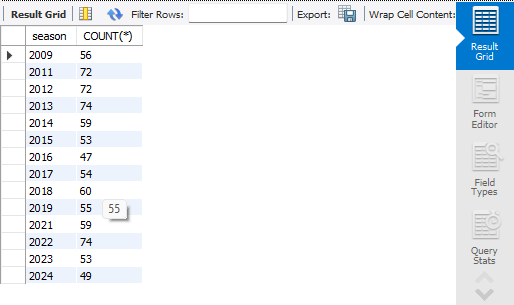 Result Grid Filter Rows: Export: Wrap Cell Content:
season COUNT(*)
2009 56
2011 72
2012 72
2013 74
2014 59
2015 53
2016 47
2017 54
2018 60
2019 55 55
2021 59
2022 74
2023 53
2024 49
Result
Grid
Form
Editor
Field
Types
Query
Stats